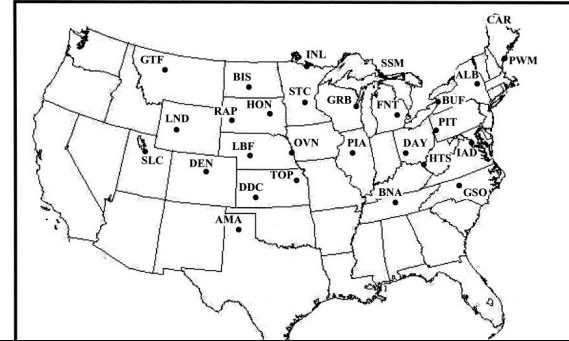 CAR
INL
GTF
SSM
PWM
BIS
ALB
STC
GRB
FNT
BUF
RAP
HON
LND
PIT
LBF
OVN
PIA
DAY
IAD
SLC
DEN
HTS
TOP
DDC
BNA
GSO
AMA